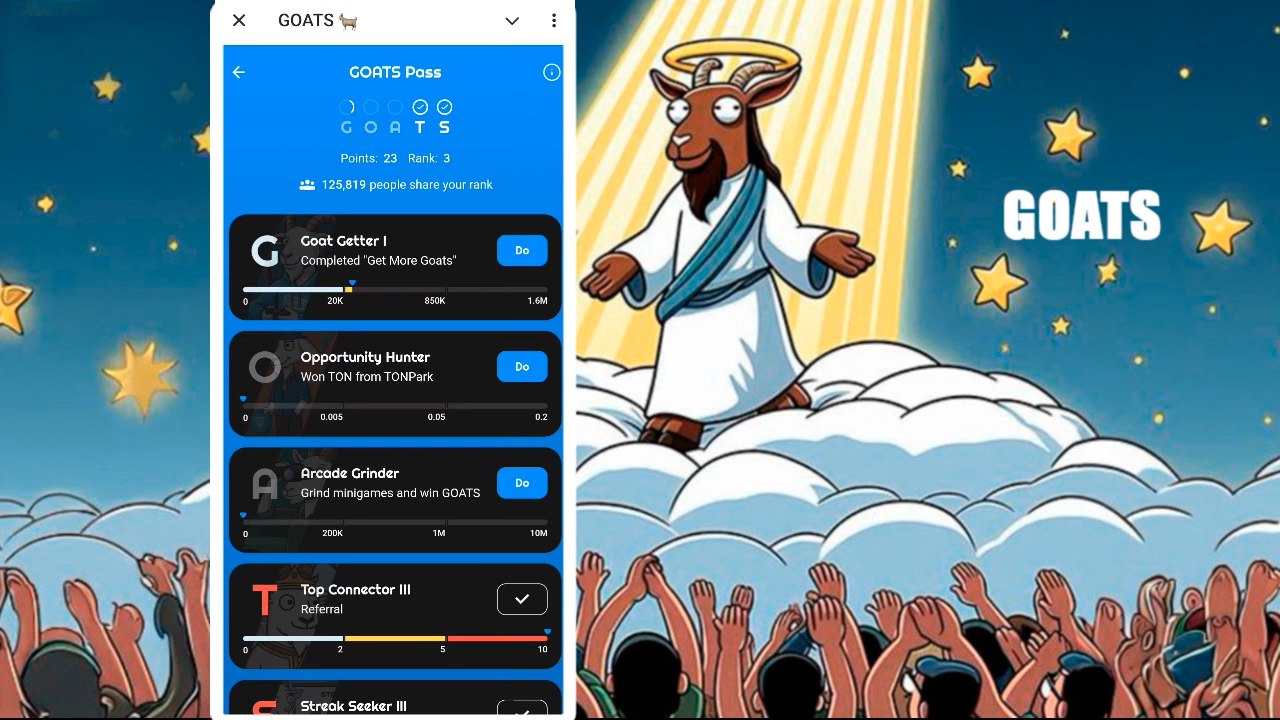 GOATS
GOATS Pass
G O A T S
Points: 23 Rank: 3
125,819 people share your rank
G
Goat Getter I
Completed "Get More Goats"
Do
0 20K 850K 1.6M
O
Opportunity Hunter
Won TON from TONPark
Do
0 0.005 0.05 0.2
A
Arcade Grinder
Grind minigames and win GOATS
Do
0 200K 1M 10M
T
Top Connector III
Referral
0 2 5 10
S
Streak Seeker III
GOATS